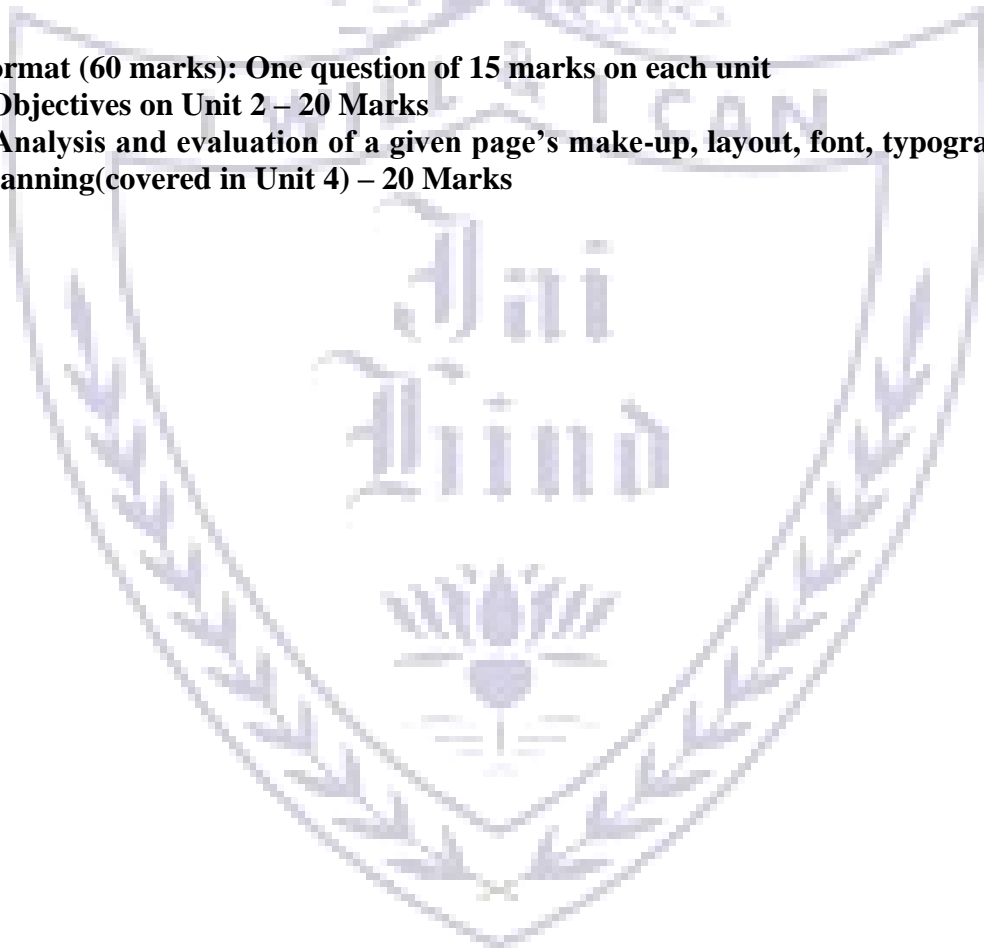 ormat (60 marks): One question of 15 marks on each unit
Objectives on Unit 2 – 20 Marks
Analysis and evaluation of a given page's make-up, layout, font, typogra
anning(covered in Unit 4) – 20 Marks
I WILL & I CAN
Jai
Hind